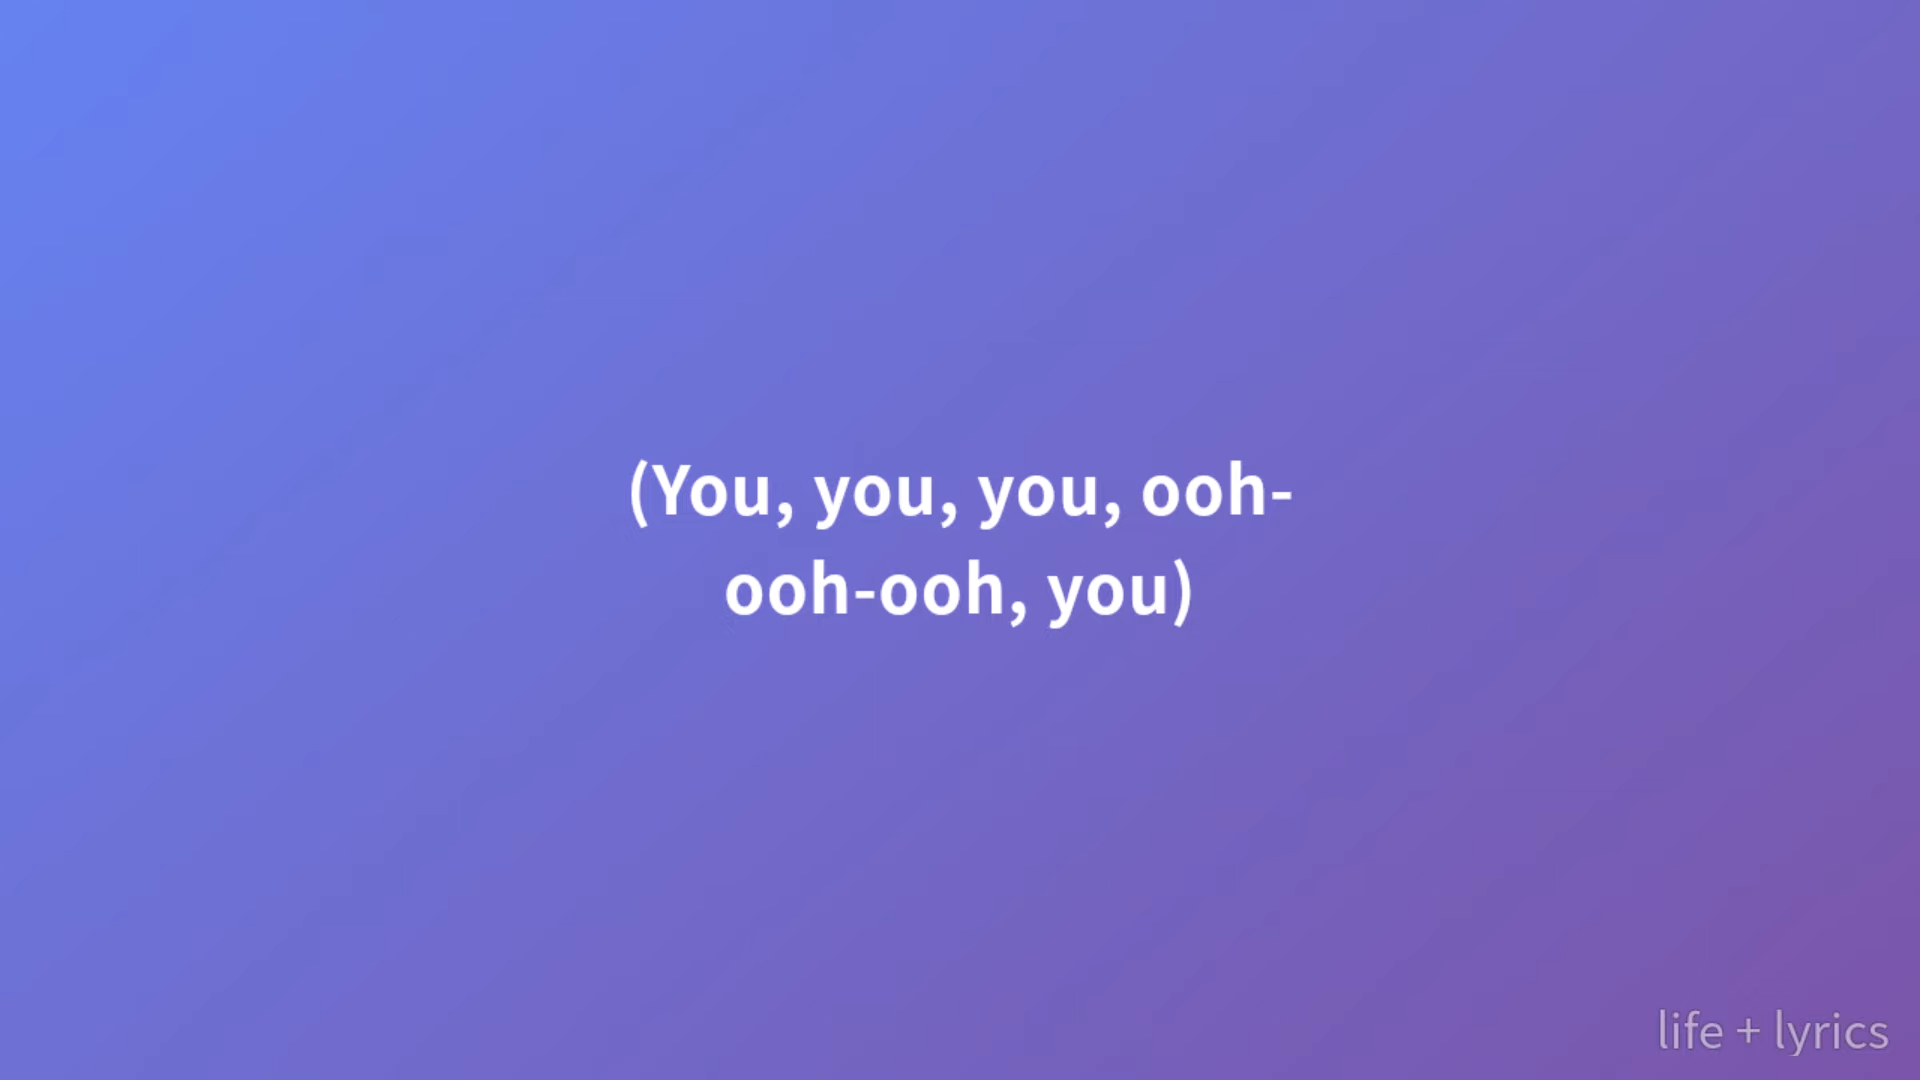 (You, you, you, ooh-
ooh-ooh, you)
life + lyrics